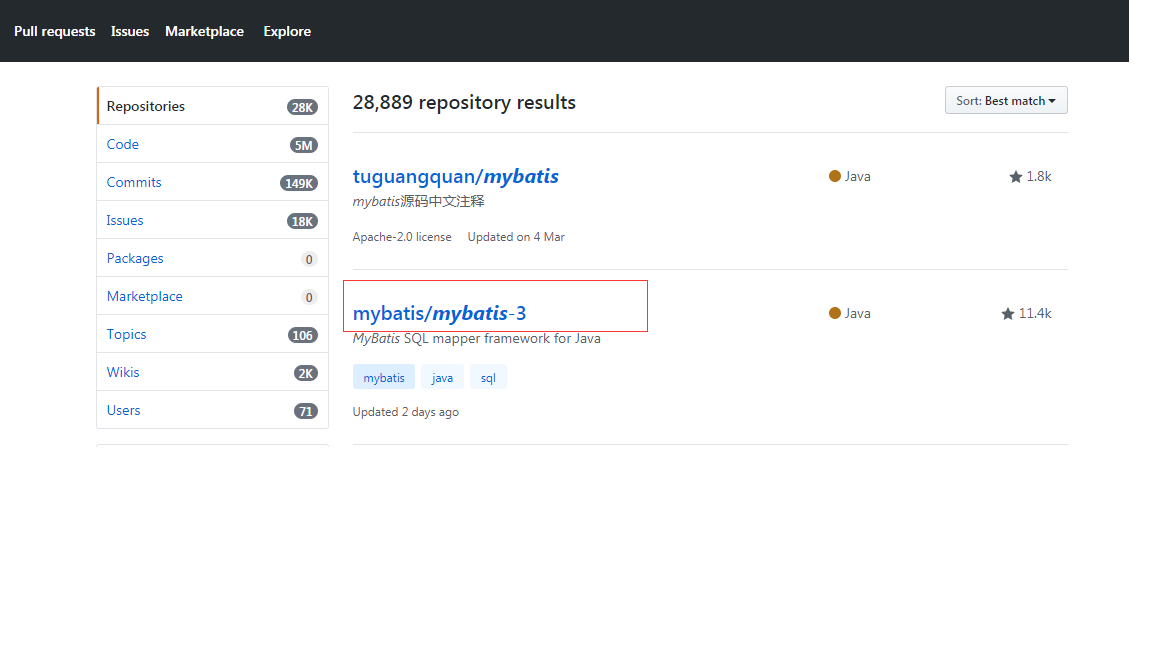 Pull requests Issues Marketplace Explore
Repositories 28K
Code 5M
Commits 149K
Issues 18K
Packages 0
Marketplace 0
Topics 106
Wikis 2K
Users 71
28,889 repository results
Sort: Best match
tuguangquan/mybatis
Java
1.8k
mybatis源码中文注释
Apache-2.0 license Updated on 4 Mar
mybatis/mybatis-3
Java
11.4k
MyBatis SQL mapper framework for Java
mybatis java sql
Updated 2 days ago